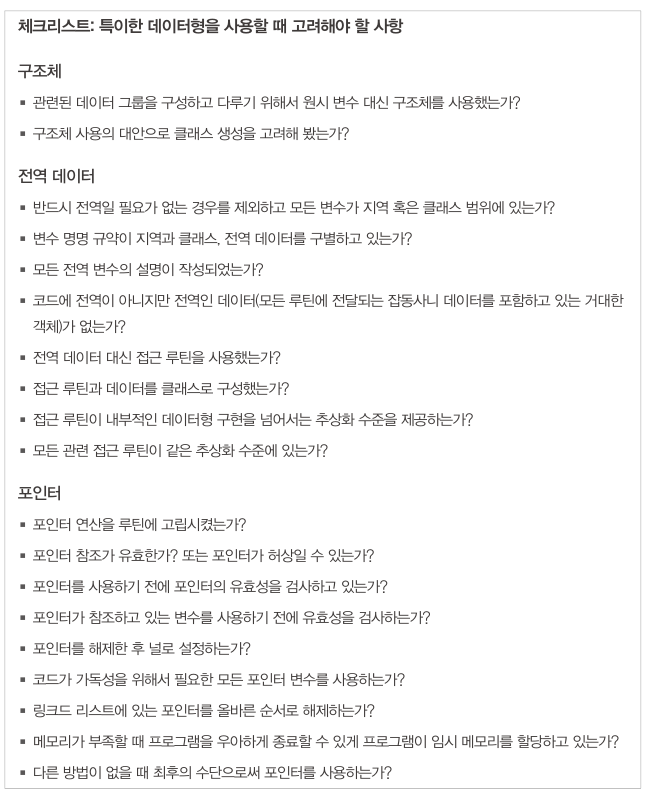 체크리스트: 특이한 데이터형을 사용할 때 고려해야 할 사항
구조체
▪ 관련된 데이터 그룹을 구성하고 다루기 위해서 원시 변수 대신 구조체를 사용했는가?
▪ 구조체 사용의 대안으로 클래스 생성을 고려해 봤는가?
전역 데이터
▪ 반드시 전역일 필요가 없는 경우를 제외하고 모든 변수가 지역 혹은 클래스 범위에 있는가?
▪ 변수 명명 규약이 지역과 클래스, 전역 데이터를 구별하고 있는가?
▪ 모든 전역 변수의 설명이 작성되었는가?
▪ 코드에 전역이 아니지만 전역인 데이터(모든 루틴에 전달되는 잡동사니 데이터를 포함하고 있는 거대한
객체)가 없는가?
▪ 전역 데이터 대신 접근 루틴을 사용했는가?
▪ 접근 루틴과 데이터를 클래스로 구성했는가?
▪ 접근 루틴이 내부적인 데이터형 구현을 넘어서는 추상화 수준을 제공하는가?
▪ 모든 관련 접근 루틴이 같은 추상화 수준에 있는가?
포인터
▪ 포인터 연산을 루틴에 고립시켰는가?
▪ 포인터 참조가 유효한가? 또는 포인터가 허상일 수 있는가?
▪ 포인터를 사용하기 전에 포인터의 유효성을 검사하고 있는가?
▪ 포인터가 참조하고 있는 변수를 사용하기 전에 유효성을 검사하는가?
▪ 포인터를 해제한 후 널로 설정하는가?
▪ 코드가 가독성을 위해서 필요한 모든 포인터 변수를 사용하는가?
▪ 링크드 리스트에 있는 포인터를 올바른 순서로 해제하는가?
▪ 메모리가 부족할 때 프로그램을 우아하게 종료할 수 있게 프로그램이 임시 메모리를 할당하고 있는가?
▪ 다른 방법이 없을 때 최후의 수단으로써 포인터를 사용하는가?